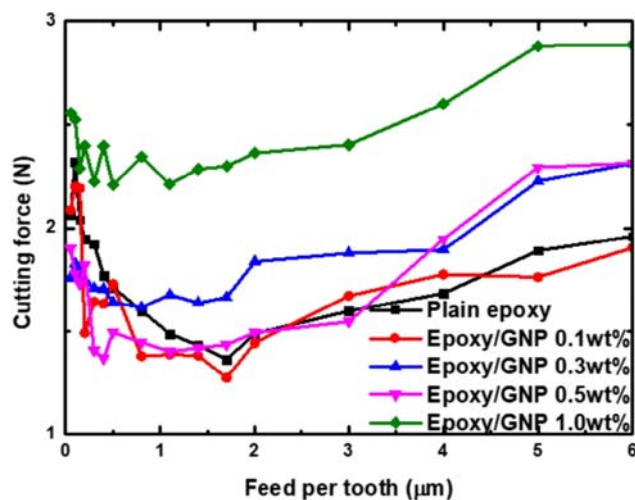 3
2
1
Cutting force (N)
Plain epoxy
Epoxy/GNP 0.1wt%
Epoxy/GNP 0.3wt%
Epoxy/GNP 0.5wt%
Epoxy/GNP 1.0wt%
0 1 2 3 4 5 6
Feed per tooth (μm)